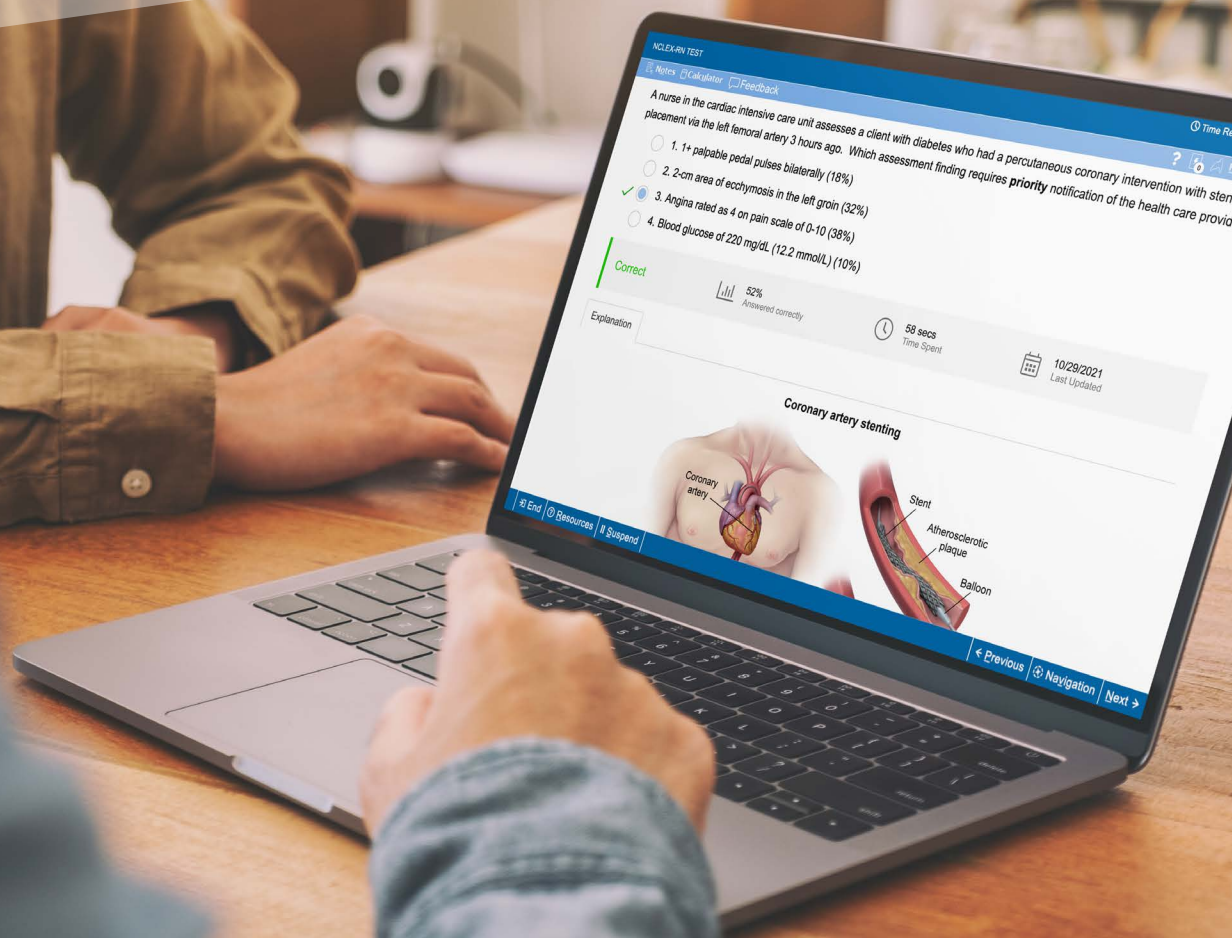 NCLEX-RN TEST
Time Re
Notes Calculator Feedback
? 0
A nurse in the cardiac intensive care unit assesses a client with diabetes who had a percutaneous coronary intervention with sten
placement via the left femoral artery 3 hours ago. Which assessment finding requires priority notification of the health care provid
1. 1+ palpable pedal pulses bilaterally (18%)
2. 2-cm area of ecchymosis in the left groin (32%)
3. Angina rated as 4 on pain scale of 0-10 (38%)
4. Blood glucose of 220 mg/dL (12.2 mmol/L) (10%)
Correct
52%
Answered correctly
58 secs
Time Spent
10/29/2021
Last Updated
Explanation
Coronary artery stenting
Coronary
artery
Stent
Atherosclerotic
plaque
Balloon
End Resources Suspend
Previous Navigation Next